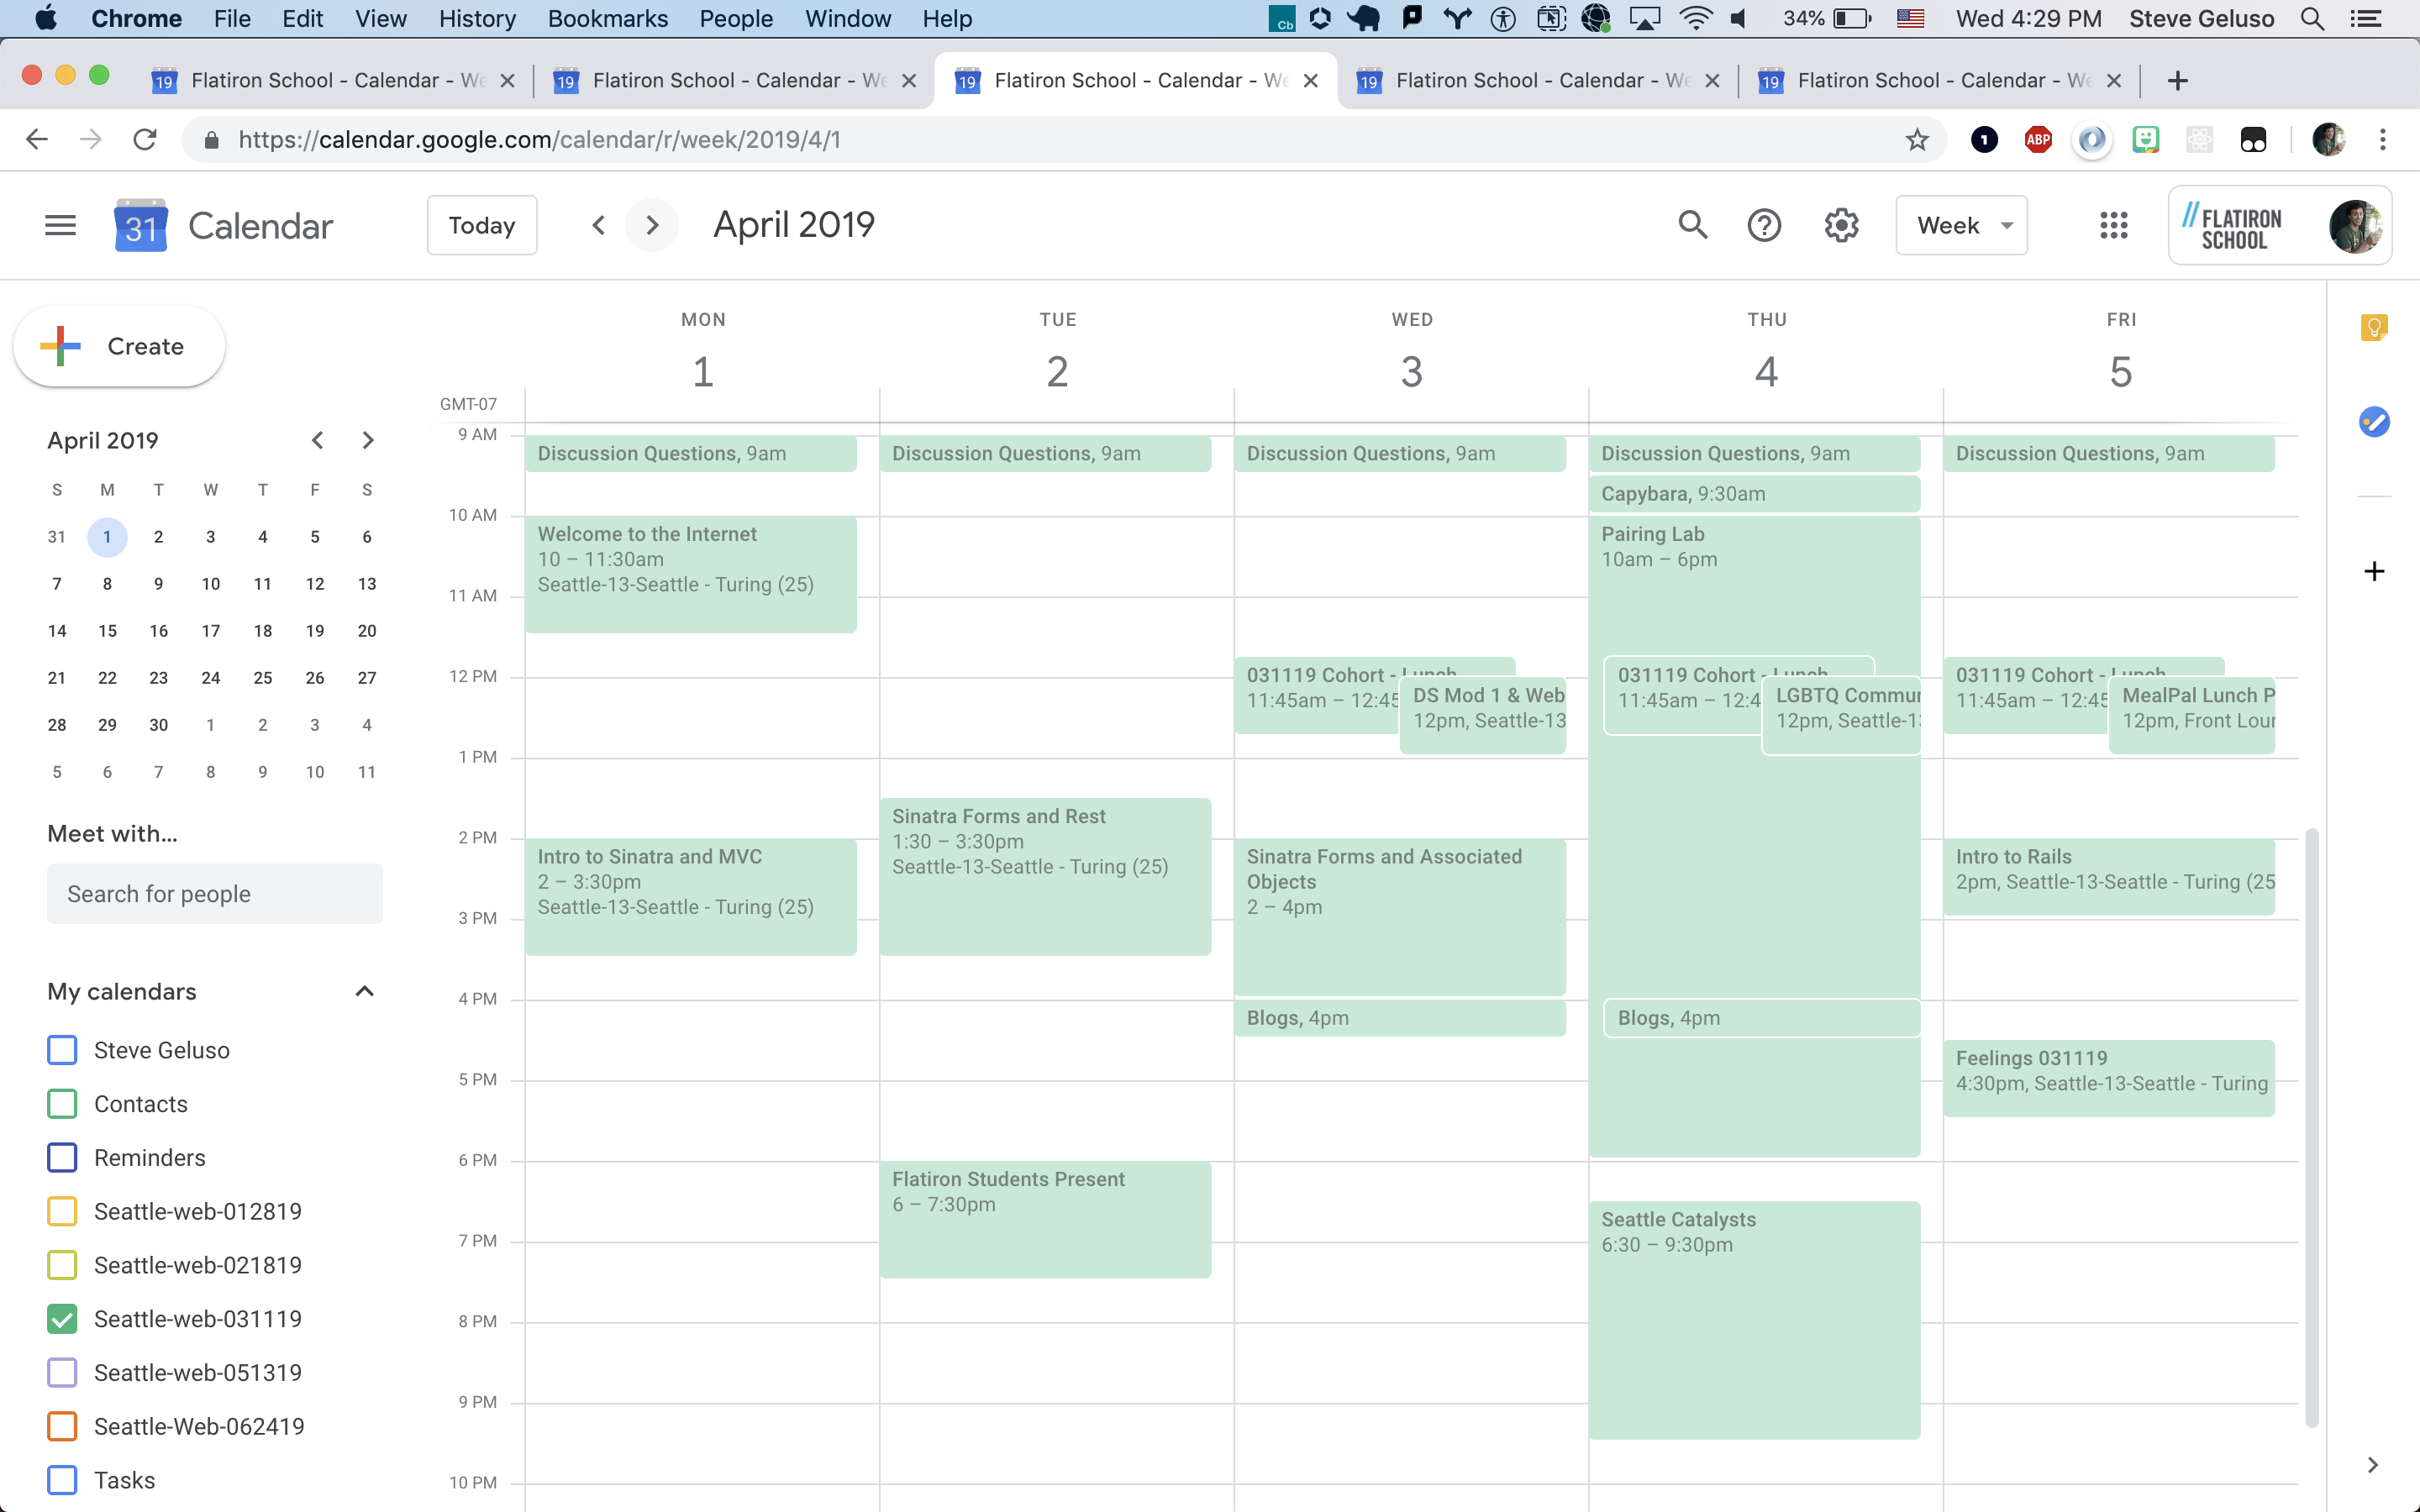 Chrome File Edit View History Bookmarks People Window Help
Cb 34% Wed 4:29 PM Steve Geluso
19 Flatiron School - Calendar - We
19 Flatiron School - Calendar - We
19 Flatiron School - Calendar - We
19 Flatiron School - Calendar - We
19 Flatiron School - Calendar - We
https://calendar.google.com/calendar/r/week/2019/4/1
1 ABP
31 Calendar
Today
April 2019
Week
// FLATIRON
SCHOOL
Create
April 2019
S M T W T F S
31 1 2 3 4 5 6
7 8 9 10 11 12 13
14 15 16 17 18 19 20
21 22 23 24 25 26 27
28 29 30 1 2 3 4
5 6 7 8 9 10 11
Meet with...
Search for people
My calendars
Steve Geluso
Contacts
Reminders
Seattle-web-012819
Seattle-web-021819
Seattle-web-031119
Seattle-web-051319
Seattle-Web-062419
Tasks
GMT-07
9 AM
10 AM
11 AM
12 PM
1 PM
2 PM
3 PM
4 PM
5 PM
6 PM
7 PM
8 PM
9 PM
10 PM
MON
1
Discussion Questions, 9am
Welcome to the Internet
10 – 11:30am
Seattle-13-Seattle - Turing (25)
Intro to Sinatra and MVC
2 – 3:30pm
Seattle-13-Seattle - Turing (25)
TUE
2
Discussion Questions, 9am
Sinatra Forms and Rest
1:30 – 3:30pm
Seattle-13-Seattle - Turing (25)
Flatiron Students Present
6 – 7:30pm
WED
3
Discussion Questions, 9am
031119 Cohort - Lunch
11:45am – 12:45
DS Mod 1 & Web
12pm, Seattle-13
Sinatra Forms and Associated
Objects
2 – 4pm
Blogs, 4pm
THU
4
Discussion Questions, 9am
Capybara, 9:30am
Pairing Lab
10am – 6pm
031119 Cohort - Lunch
11:45am – 12:4
LGBTQ Commun
12pm, Seattle-1
Blogs, 4pm
Seattle Catalysts
6:30 – 9:30pm
FRI
5
Discussion Questions, 9am
031119 Cohort - Lunch
11:45am – 12:45
MealPal Lunch P
12pm, Front Lour
Intro to Rails
2pm, Seattle-13-Seattle - Turing (25
Feelings 031119
4:30pm, Seattle-13-Seattle - Turing